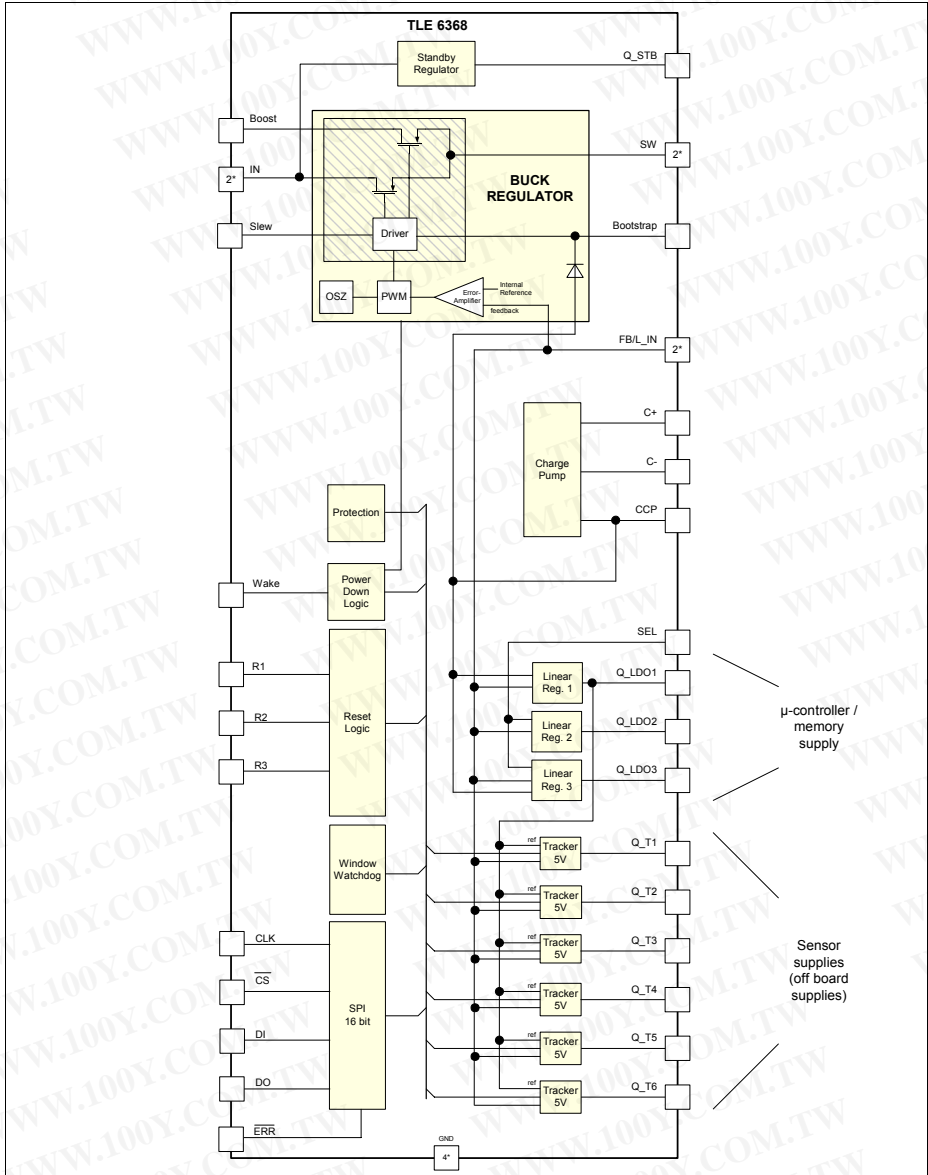 TLE 6368
Standby
Regulator
Q_STB
Boost
IN
2*
Slew
SW
2*
BUCK
REGULATOR
Driver
Bootstrap
OSZ
PWM
Error-
Amplifier
Internal
Reference
feedback
FB/L_IN
2*
Charge
Pump
C+
C-
CCP
Protection
Wake
Power
Down
Logic
R1
R2
R3
Reset
Logic
SEL
Linear
Reg. 1
Q_LDO1
Linear
Reg. 2
Q_LDO2
Linear
Reg. 3
Q_LDO3
µ-controller /
memory
supply
Window
Watchdog
ref
Tracker
5V
Q_T1
ref
Tracker
5V
Q_T2
ref
Tracker
5V
Q_T3
ref
Tracker
5V
Q_T4
ref
Tracker
5V
Q_T5
ref
Tracker
5V
Q_T6
Sensor
supplies
(off board
supplies)
CLK
CS
DI
DO
ERR
SPI
16 bit
GND
4*
WWW.100Y.COM.TW